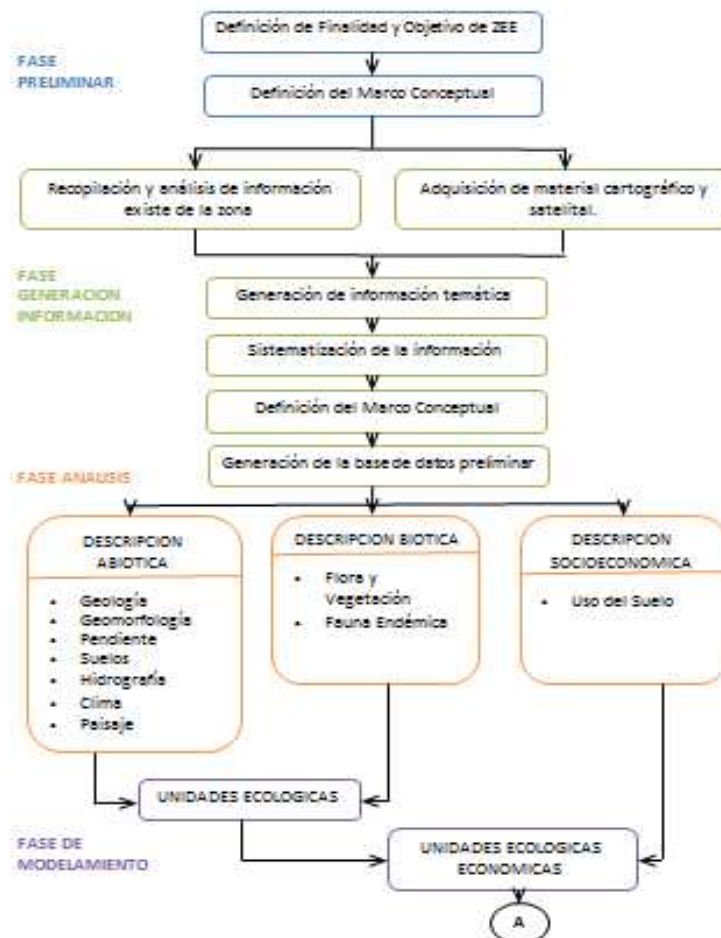 Definición de Finalidad y Objetivo de ZEE
FASE
PRELIMINAR
Definición del Marco Conceptual
Recopilación y análisis de información
existe de la zona
Adquisición de material cartográfico y
satelital.
FASE
GENERACION
INFORMACION
Generación de información temática
Sistematización de la información
Definición del Marco Conceptual
Generación de la base de datos preliminar
FASE ANALISIS
DESCRIPCION
ABIOTICA
• Geología
• Geomorfología
• Pendiente
• Suelos
• Hidrografía
• Clima
• Paisaje
DESCRIPCION BIOTICA
• Flora y
Vegetación
• Fauna Endémica
DESCRIPCION
SOCIOECONOMICA
• Uso del Suelo
UNIDADES ECOLOGICAS
FASE DE
MODELAMIENTO
UNIDADES ECOLOGICAS
ECONOMICAS
A